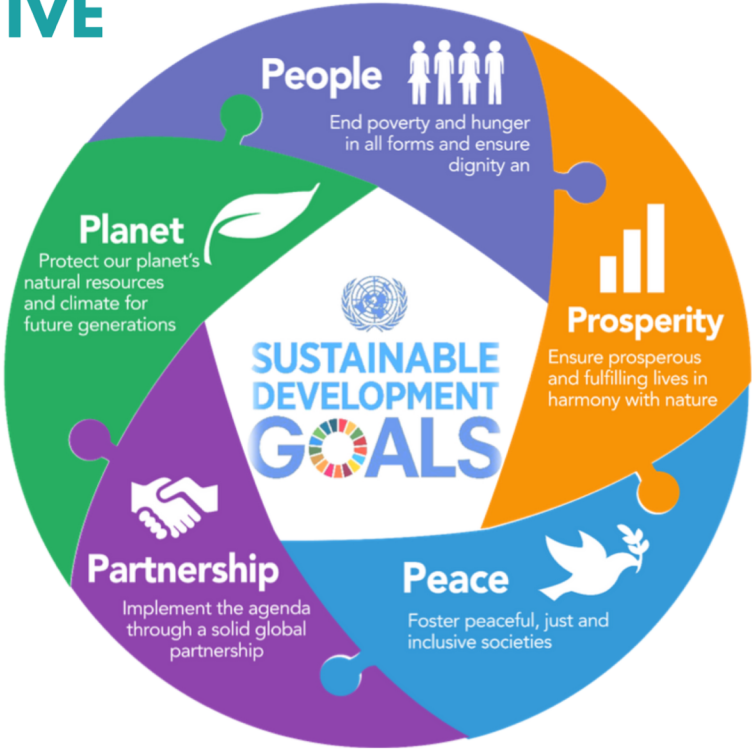 IVE
People
End poverty and hunger
in all forms and ensure
dignity an
Prosperity
Ensure prosperous
and fulfilling lives in
harmony with nature
Peace
Foster peaceful, just and
inclusive societies
Partnership
Implement the agenda
through a solid global
partnership
Planet
Protect our planet's
natural resources
and climate for
future generations
SUSTAINABLE
DEVELOPMENT
GOALS